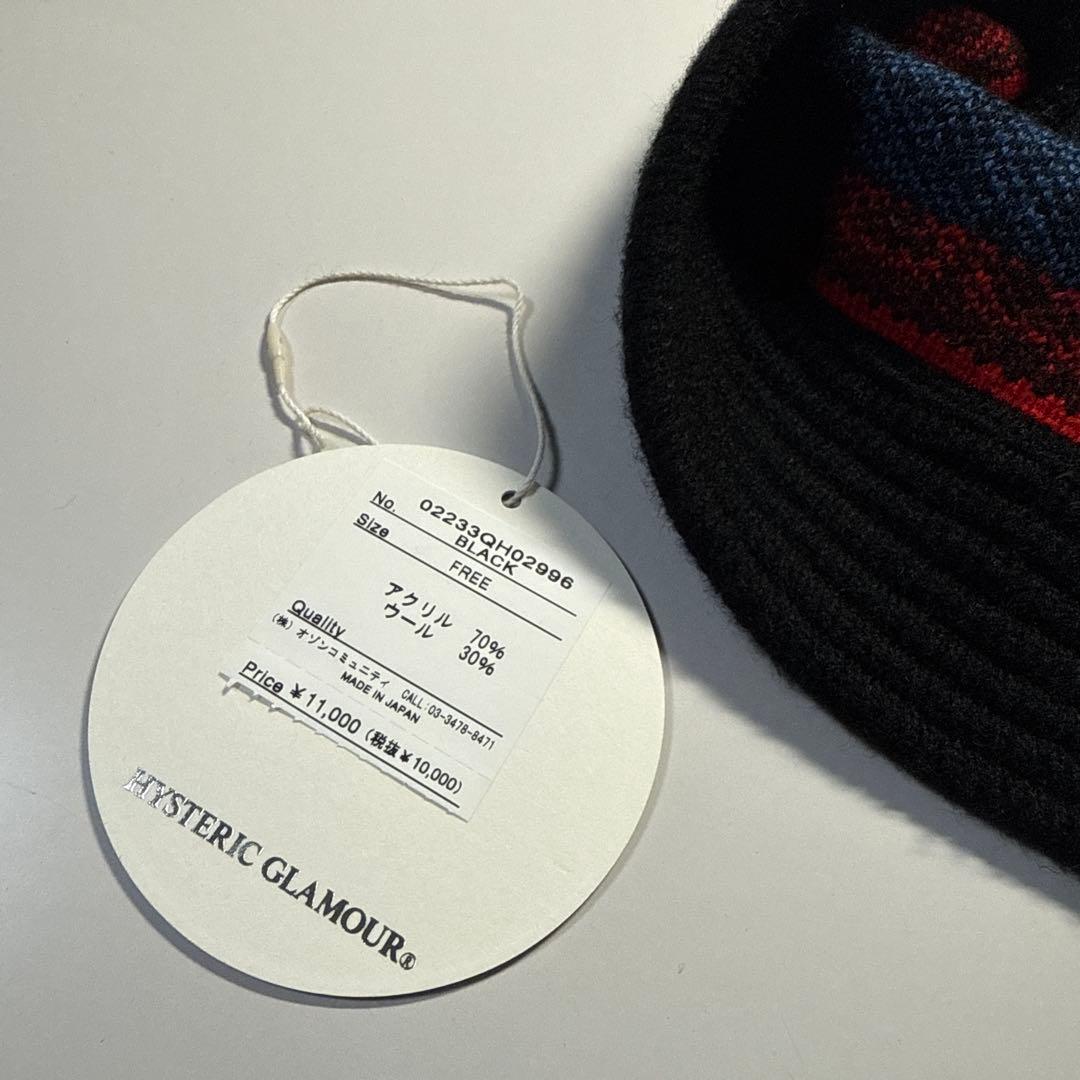 No. 02233QH02996
BLACK
Size FREE
アクリル 70%
ウール 30%
Quality
(株)オゾンコミュニティ CALL:03-3478-8471
MADE IN JAPAN
Price ¥11,000 (税抜¥10,000)
HYSTERIC GLAMOUR®